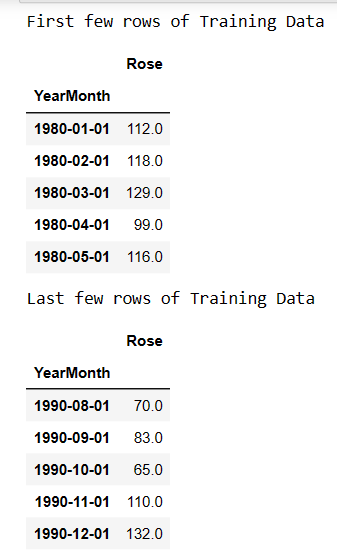 First few rows of Training Data
Rose
YearMonth
1980-01-01 112.0
1980-02-01 118.0
1980-03-01 129.0
1980-04-01 99.0
1980-05-01 116.0
Last few rows of Training Data
Rose
YearMonth
1990-08-01 70.0
1990-09-01 83.0
1990-10-01 65.0
1990-11-01 110.0
1990-12-01 132.0